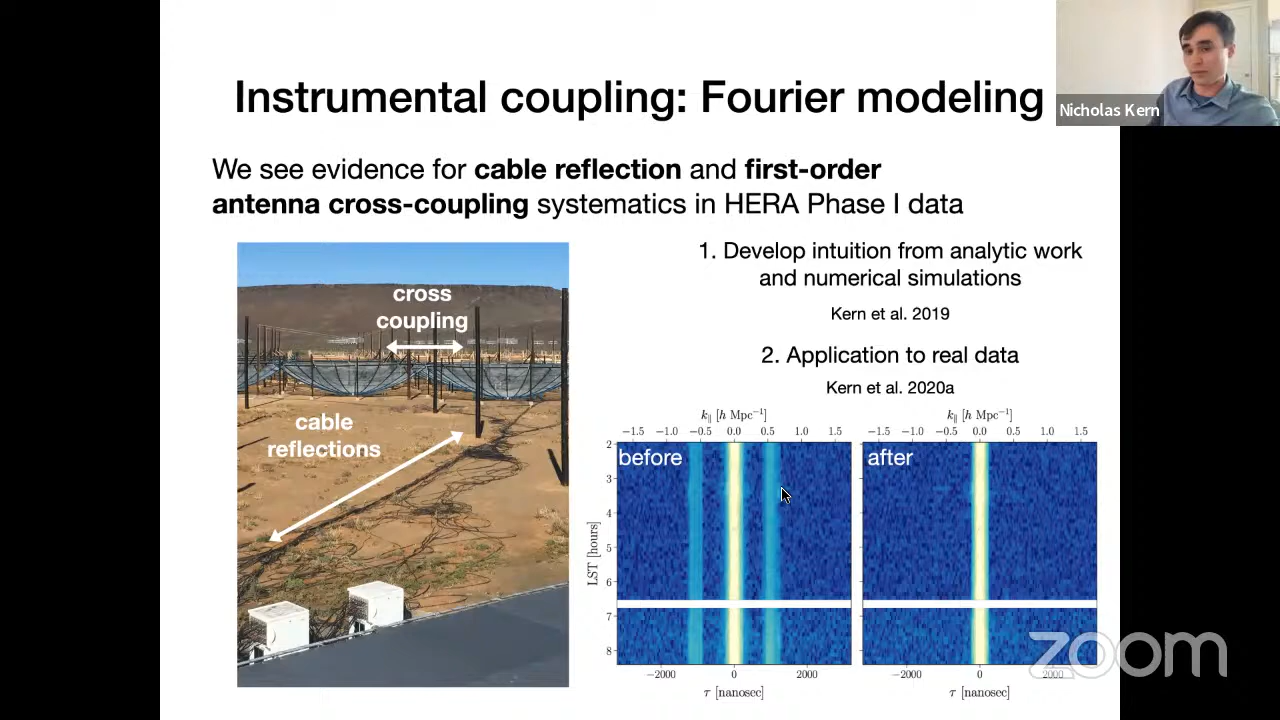 Instrumental coupling: Fourier modeling
Nicholas Kern
We see evidence for cable reflection and first-order
antenna cross-coupling systematics in HERA Phase I data
cross
coupling
cable
reflections
1. Develop intuition from analytic work
and numerical simulations
Kern et al. 2019
2. Application to real data
Kern et al. 2020a
k∥ [h Mpc⁻¹]
−1.5 −1.0 −0.5 0.0 0.5 1.0 1.5
before
LST [hours]
2
3
4
5
6
7
8
−2000 0 2000
τ [nanosec]
k∥ [h Mpc⁻¹]
−1.5 −1.0 −0.5 0.0 0.5 1.0 1.5
after
−2000 0 2000
τ [nanosec]
zoom